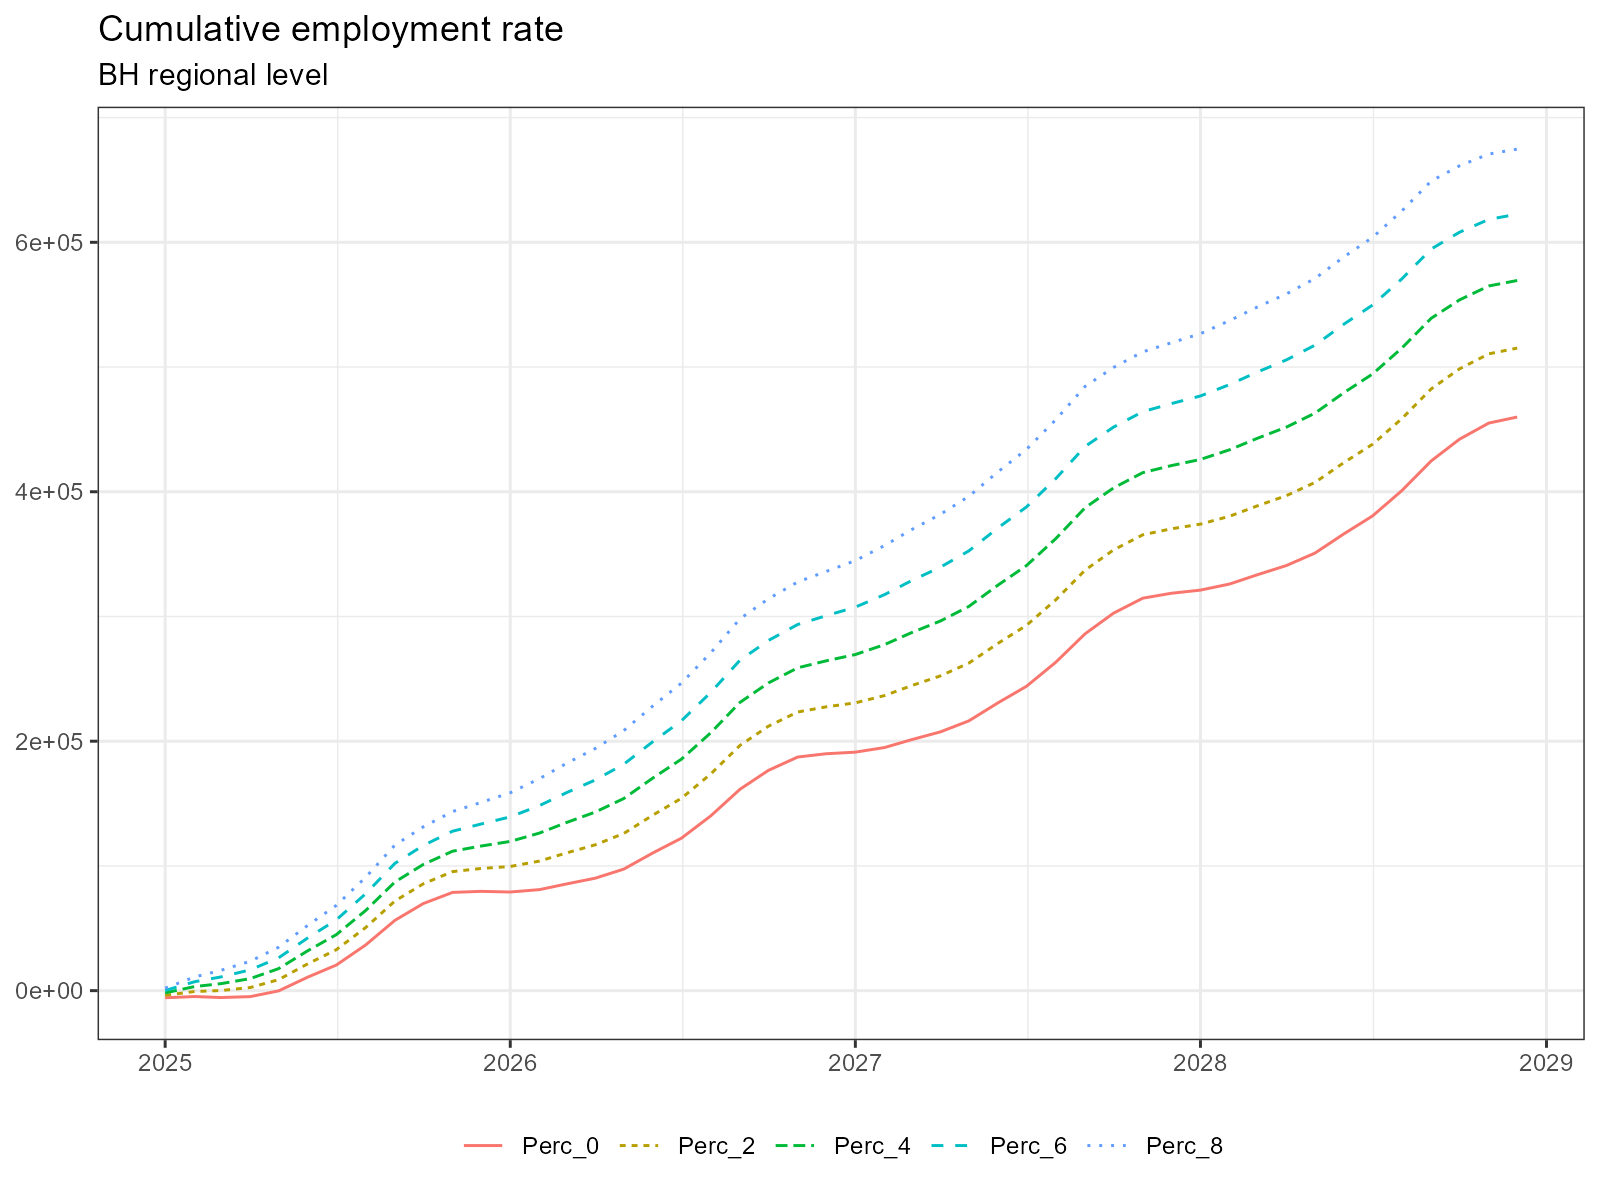 Cumulative employment rate
BH regional level
6e+05
4e+05
2e+05
0e+00
2025 2026 2027 2028 2029
Perc_0 Perc_2 Perc_4 Perc_6 Perc_8